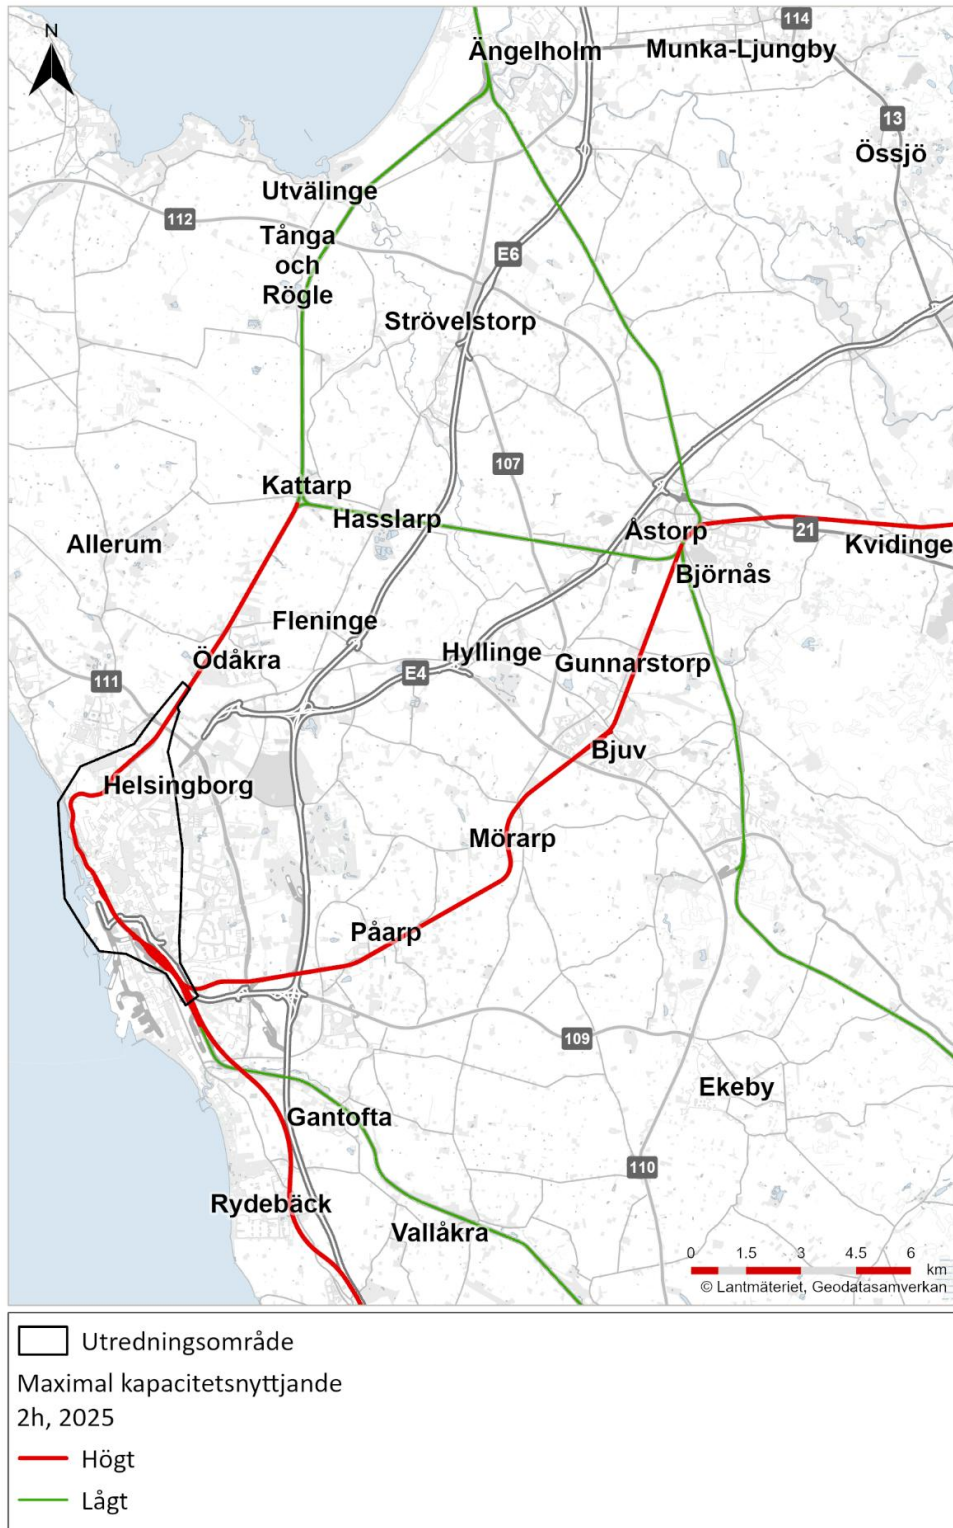 114
N
Ängelholm
Munka-Ljungby
13
Össjö
Utvälinge
112
Tånga
och
Rögle
E6
Strövelstorp
107
Kattarp
Hasslarp
Åstorp
21
Allerum
Kvidinge
Björnås
Fleninge
Hyllinge
Gunnarstorp
Ödåkra
E4
111
Bjuv
Helsingborg
Mörarp
Påarp
109
Ekeby
Gantofta
110
Rydebäck
Vallåkra
0 1.5 3 4.5 6
km
© Lantmäteriet, Geodatasamverkan
Utredningsområde
Maximal kapacitetsnyttjande
2h, 2025
Högt
Lågt